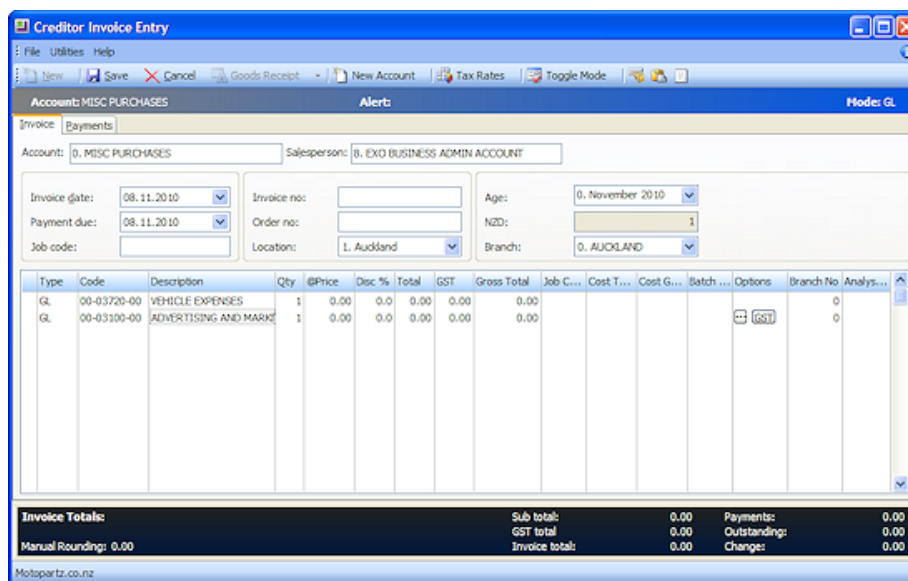 Creditor Invoice Entry
File Utilities Help
New Save Cancel Goods Receipt New Account Tax Rates Toggle Mode
Account: MISC PURCHASES Alert: Mode: GL
Invoice Payments
Account: 0. MISC PURCHASES Salesperson: 8. EXO BUSINESS ADMIN ACCOUNT
Invoice date: 08.11.2010 Invoice no: Age: 0. November 2010
Payment due: 08.11.2010 Order no: NZD: 1
Job code: Location: 1. Auckland Branch: 0. AUCKLAND
Type Code Description Qty @Price Disc % Total GST Gross Total Job C... Cost T... Cost G... Batch ... Options Branch No Analys...
GL 00-03720-00 VEHICLE EXPENSES 1 0.00 0.0 0.00 0.00 0.00 0
GL 00-03100-00 ADVERTISING AND MARKE 1 0.00 0.0 0.00 0.00 0.00 ... GST 0
Invoice Totals: Sub total: 0.00 Payments: 0.00
GST total 0.00 Outstanding: 0.00
Manual Rounding: 0.00 Invoice total: 0.00 Change: 0.00
Motopartz.co.nz